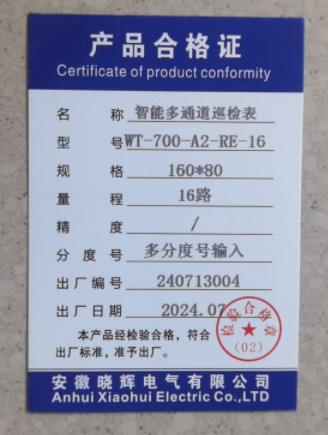 产品合格证
Certificate of product conformity
名 称 智能多通道巡检表
型 号 WT-700-A2-RE-16
规 格 160*80
量 程 16路
精 度 /
分 度 号 多分度号输入
出厂编号 240713004
出厂日期 2024.07
检验合格章
(02)
本产品经检验合格，符合
出厂标准，准予出厂。
安徽晓辉电气有限公司
Anhui Xiaohui Electric Co.,LTD